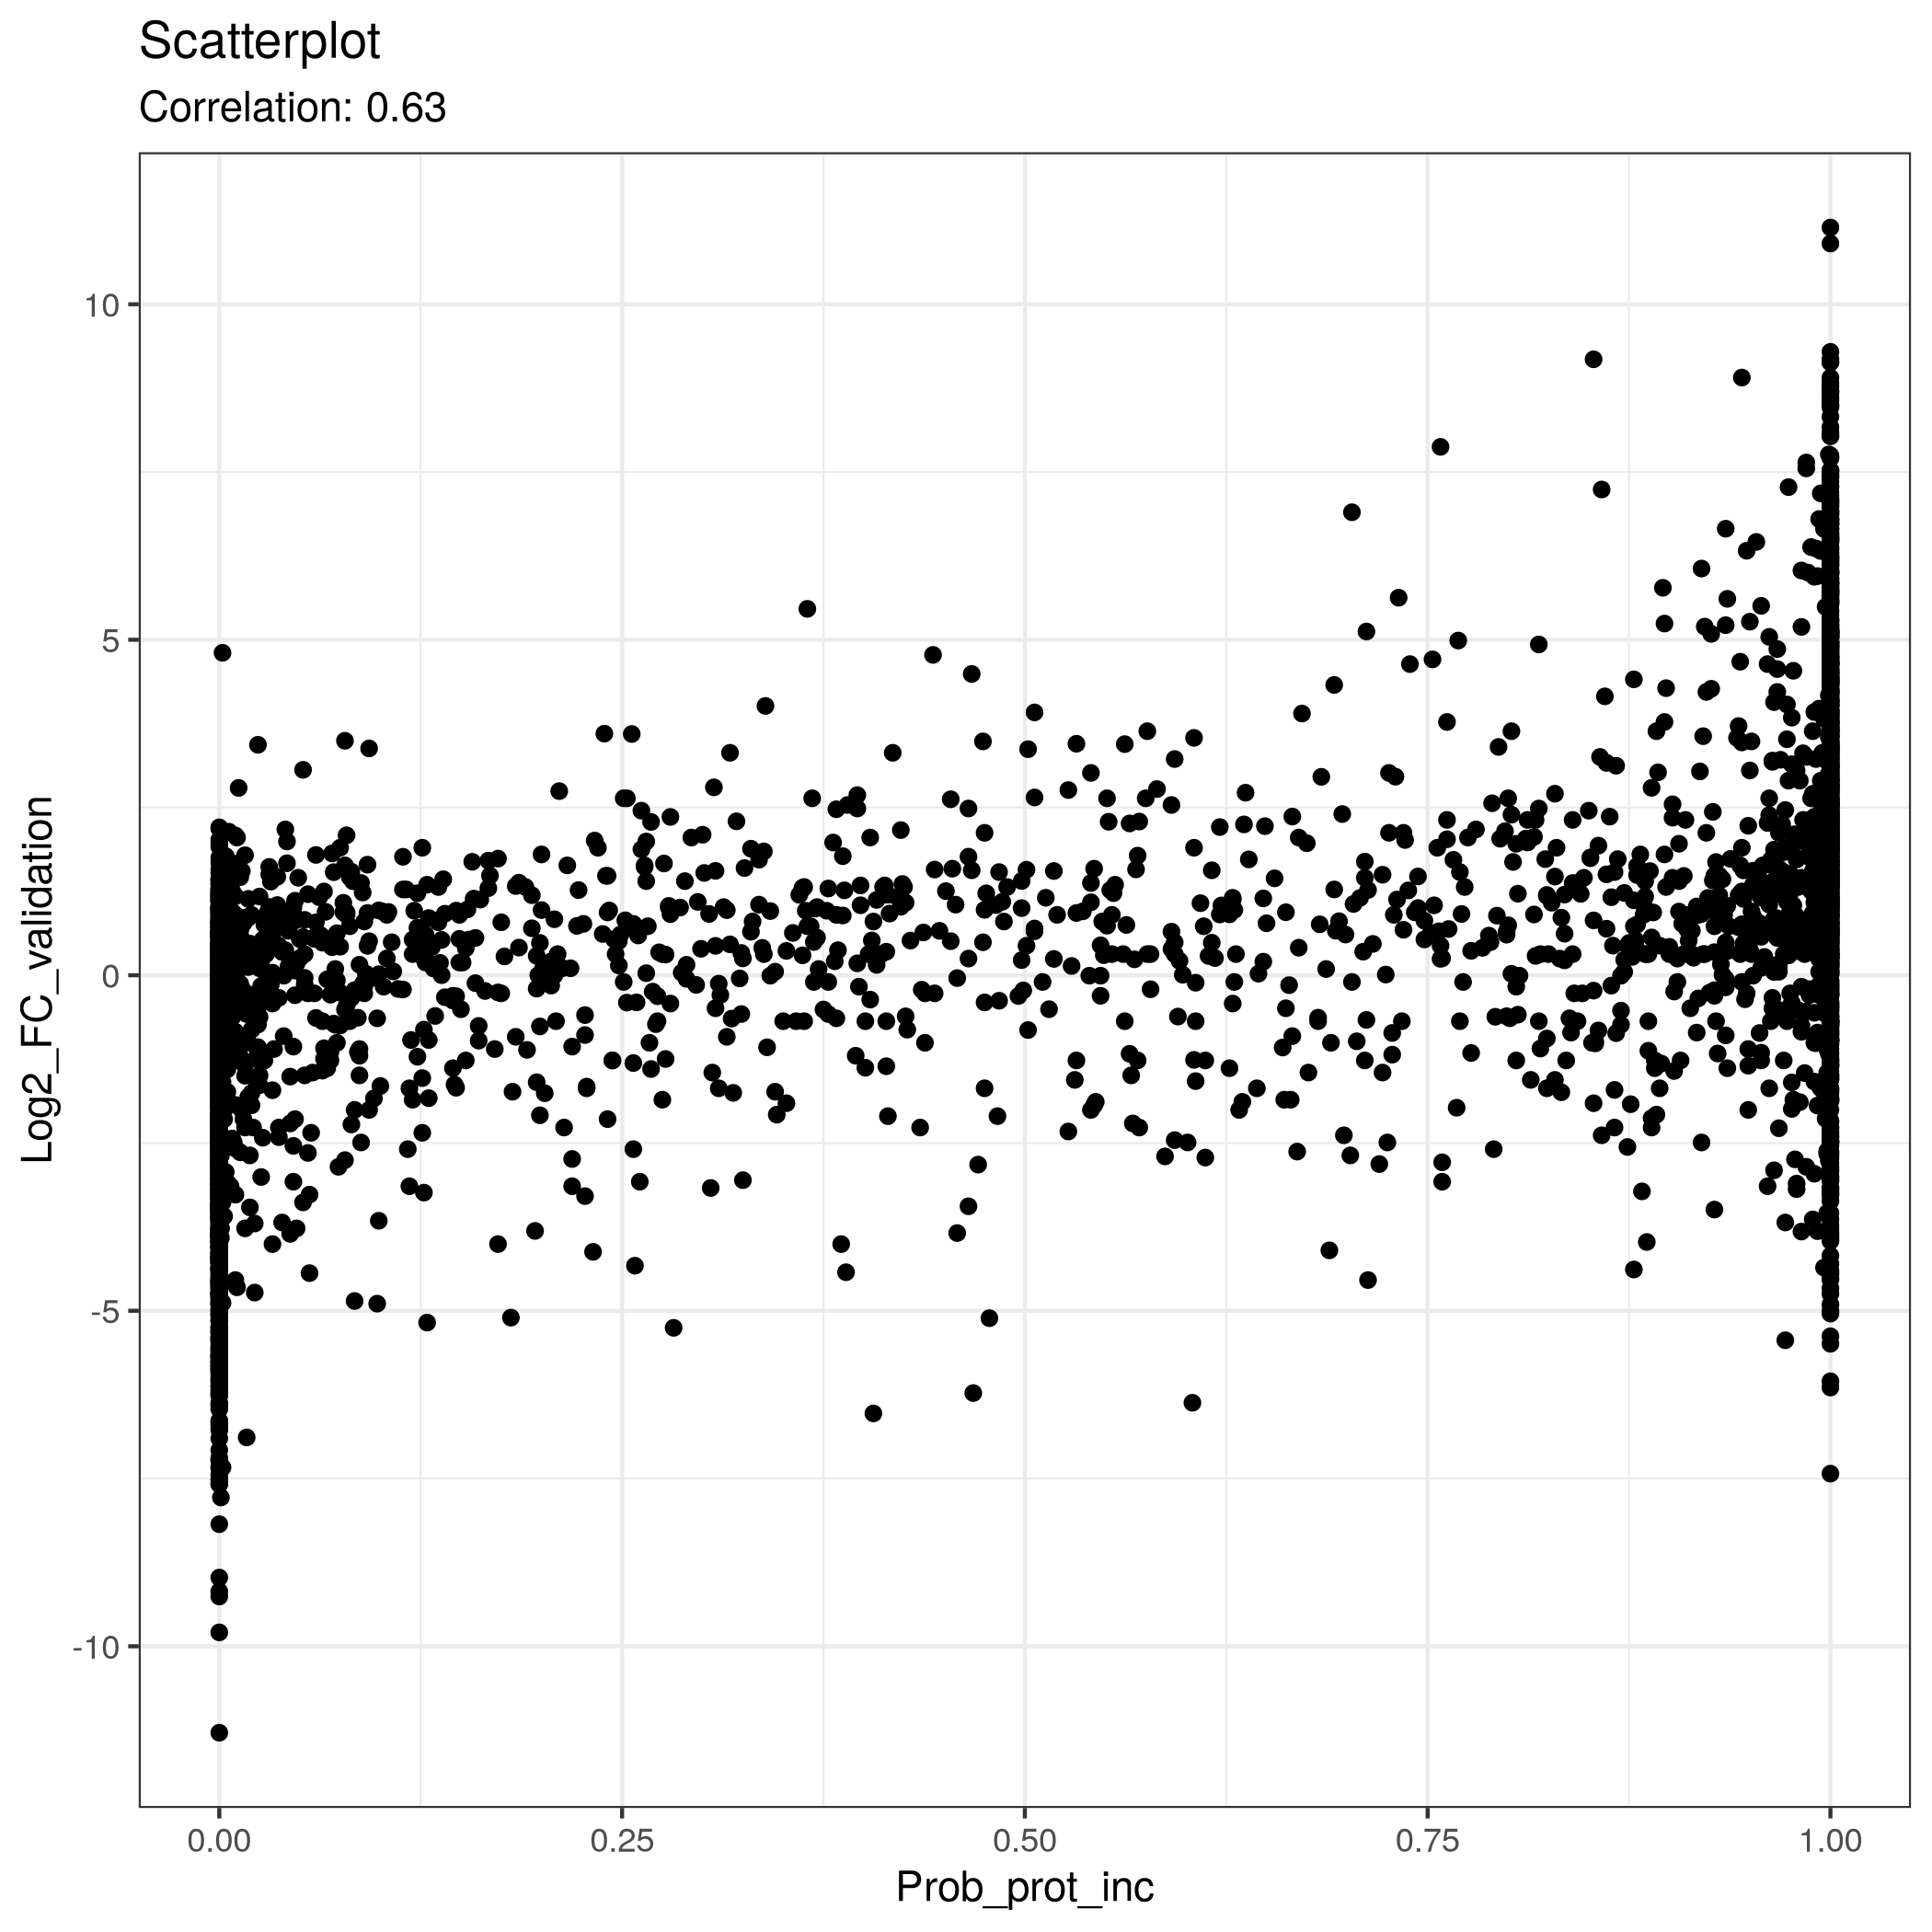 Scatterplot
Correlation: 0.63
10
5
0
-5
-10
Log2_FC_validation
0.00 0.25 0.50 0.75 1.00
Prob_prot_inc